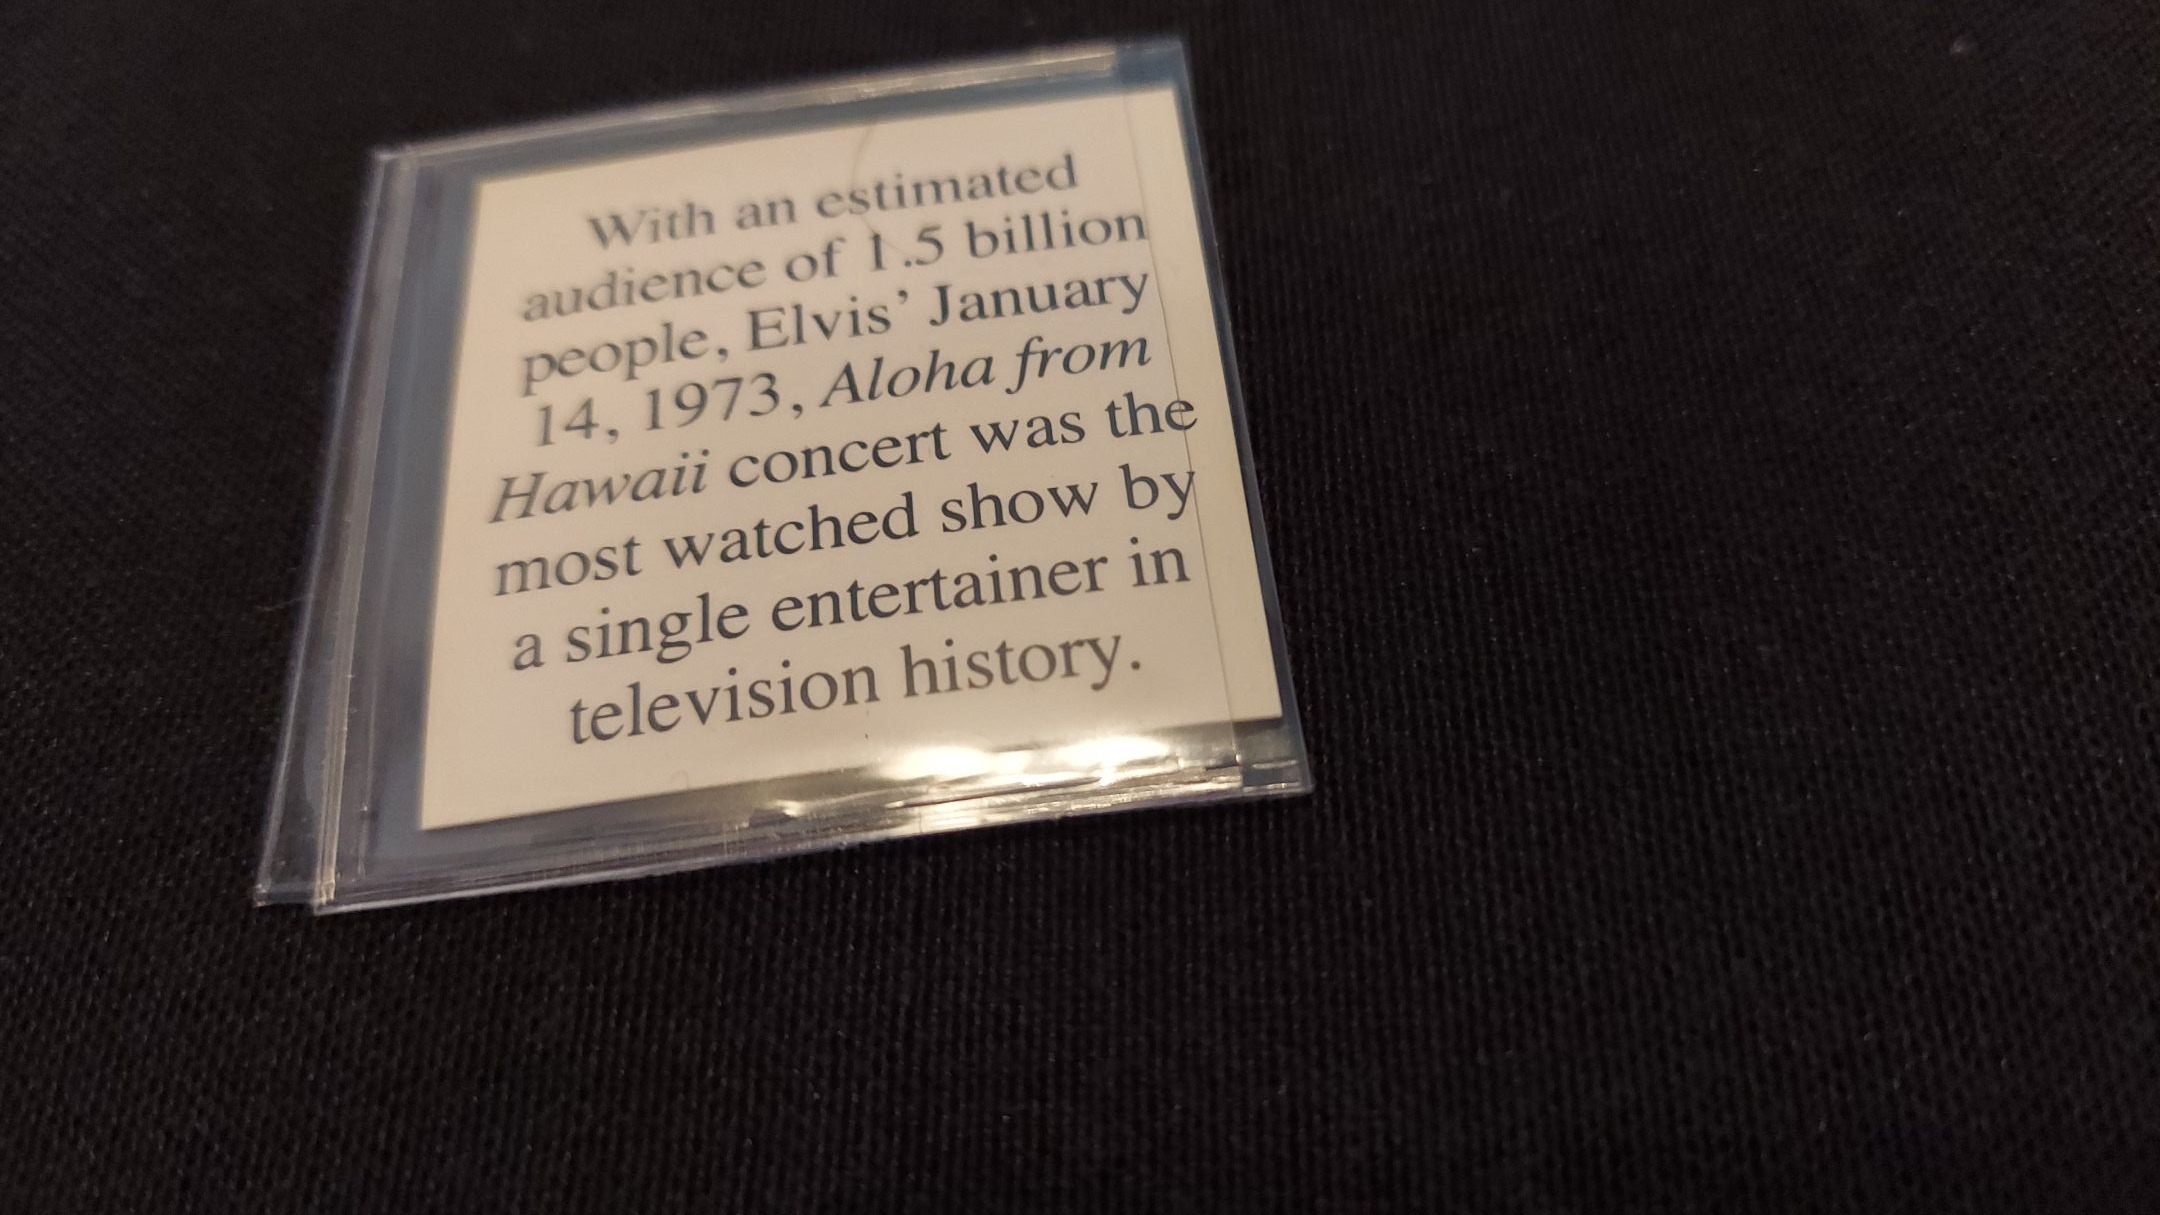 With an estimated
audience of 1.5 billion
people, Elvis’ January
14, 1973, Aloha from
Hawaii concert was the
most watched show by
a single entertainer in
television history.